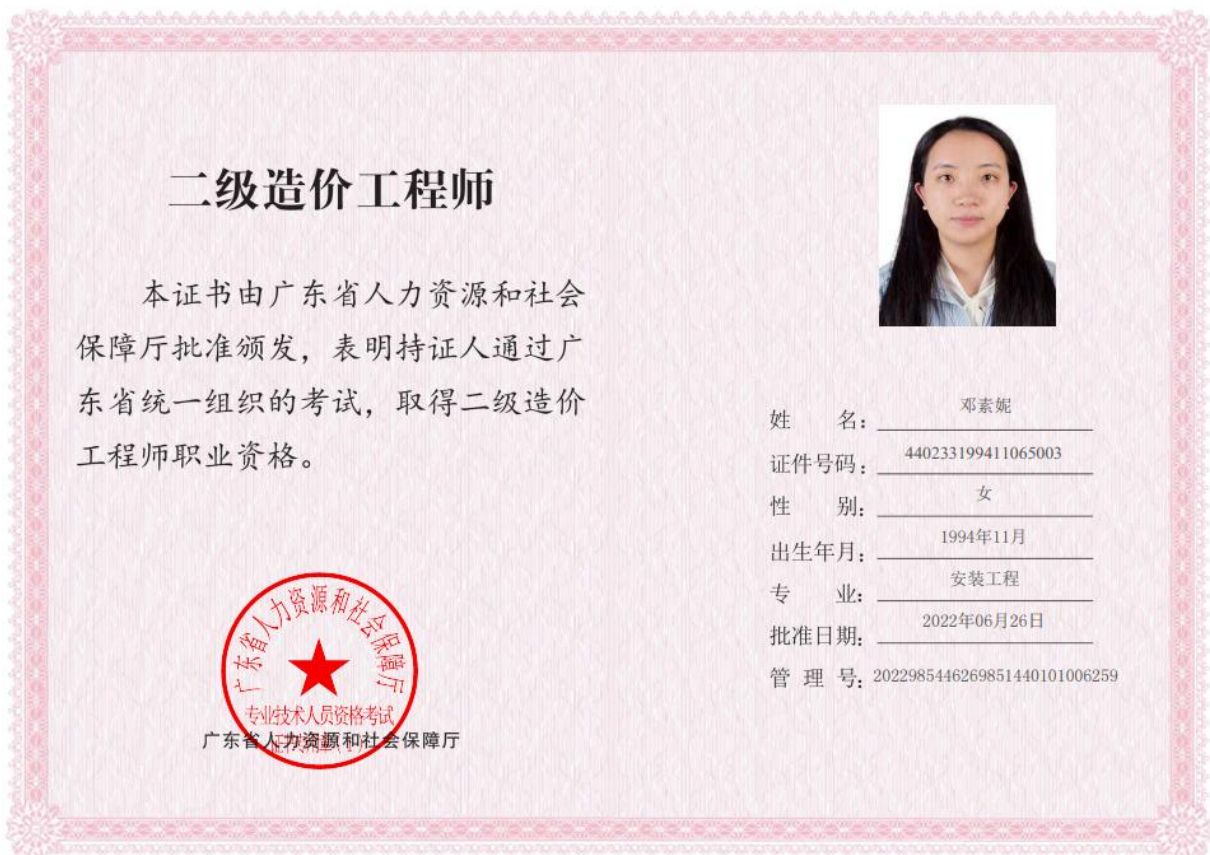 二级造价工程师
本证书由广东省人力资源和社会
保障厅批准颁发，表明持证人通过广
东省统一组织的考试，取得二级造价
工程师职业资格。
姓名：邓素妮
证件号码：440233199411065003
性别：女
出生年月：1994年11月
专业：安装工程
批准日期：2022年06月26日
管理号：2022985446269851440101006259
广东省人力资源和社会保障厅
专业技术人员资格考试
广东省人力资源和社会保障厅